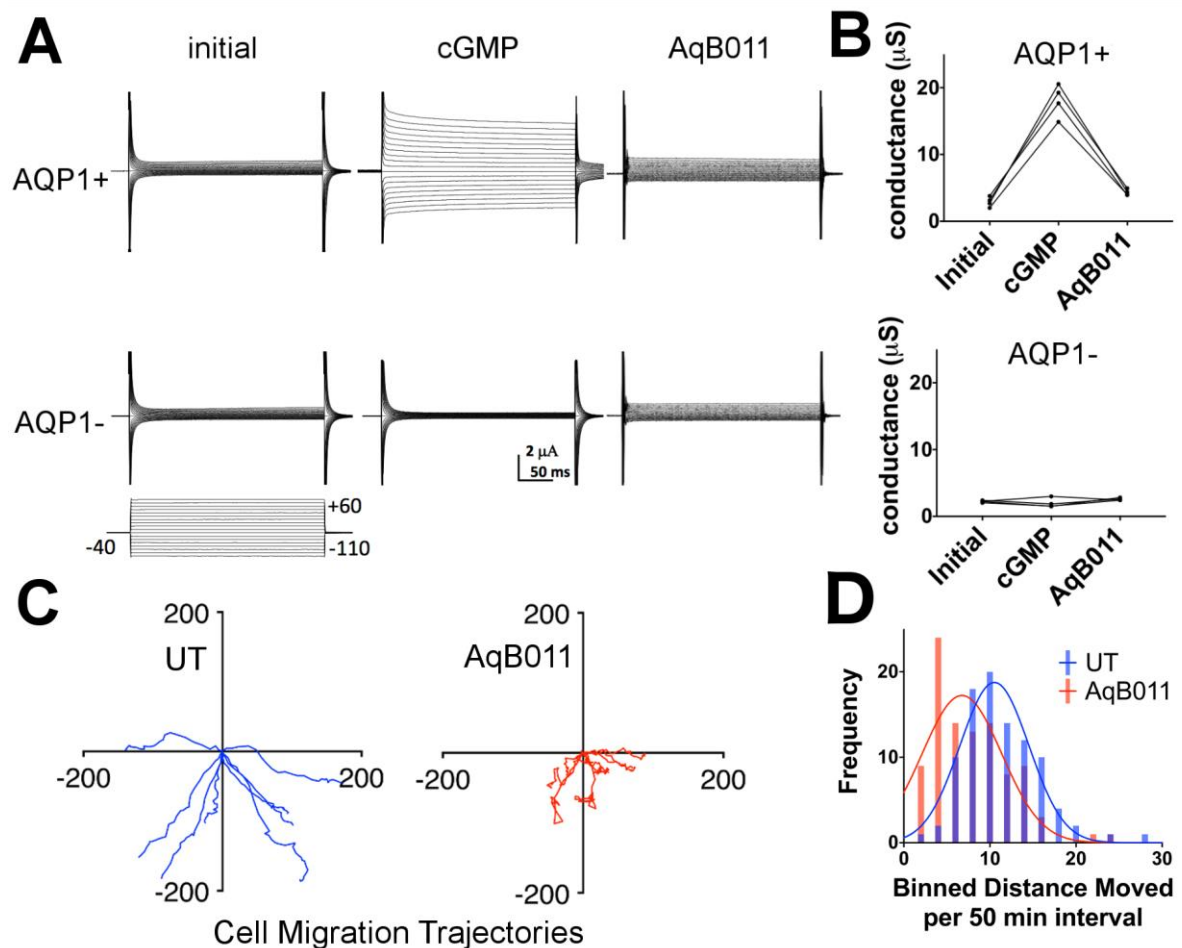 A
initial
cGMP
AqB011
AQP1+
AQP1-
2 µA
50 ms
+60
-40
-110
B
AQP1+
conductance (µS)
20
10
0
Initial
cGMP
AqB011
AQP1-
conductance (µS)
20
10
0
Initial
cGMP
AqB011
C
200
UT
-200
200
-200
200
AqB011
-200
200
-200
Cell Migration Trajectories
D
UT
AqB011
Frequency
20
10
0
0
10
20
30
Binned Distance Moved
per 50 min interval